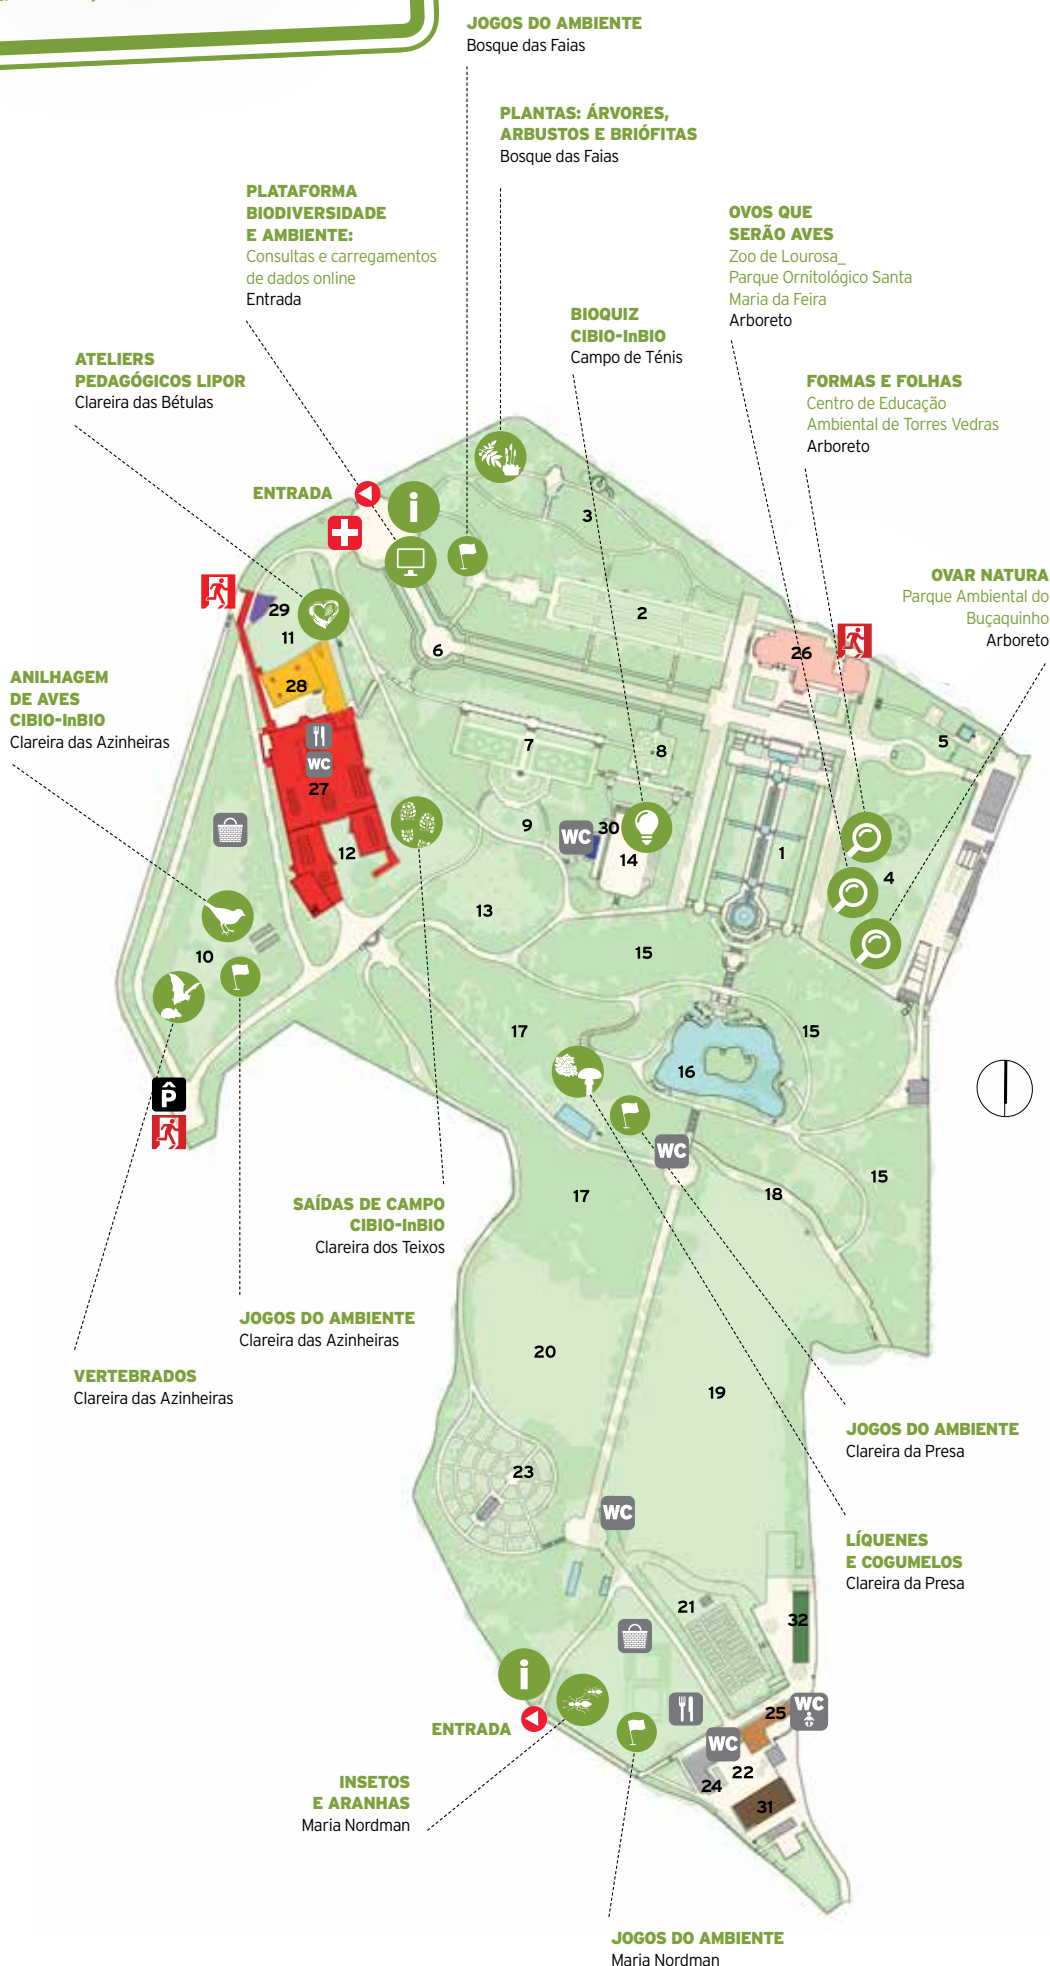 JOGOS DO AMBIENTE
Bosque das Faias
PLANTAS: ÁRVORES,
ARBUSTOS E BRIÓFITAS
Bosque das Faias
PLATAFORMA
BIODIVERSIDADE
E AMBIENTE:
Consultas e carregamentos
de dados online
Entrada
OVOS QUE
SERÃO AVES
Zoo de Lourosa_
Parque Ornitológico Santa
Maria da Feira
Arboreto
BIOQUIZ
CIBIO-InBIO
Campo de Ténis
ATELIERS
PEDAGÓGICOS LIPOR
Clareira das Bétulas
FORMAS E FOLHAS
Centro de Educação
Ambiental de Torres Vedras
Arboreto
ENTRADA
i
3
OVAR NATURA
Parque Ambiental do
Buçaquinho
Arboreto
29
11
2
6
26
ANILHAGEM
DE AVES
CIBIO-InBIO
Clareira das Azinheiras
28
5
7
8
WC
27
9
WC
30
14
12
1
4
13
10
15
17
15
16
P
WC
17
18
15
SAÍDAS DE CAMPO
CIBIO-InBIO
Clareira dos Teixos
JOGOS DO AMBIENTE
Clareira das Azinheiras
20
VERTEBRADOS
Clareira das Azinheiras
19
JOGOS DO AMBIENTE
Clareira da Presa
23
WC
LÍQUENES
E COGUMELOS
Clareira da Presa
21
32
i
25
WC
ENTRADA
WC
22
24
31
INSETOS
E ARANHAS
Maria Nordman
JOGOS DO AMBIENTE
Maria Nordman